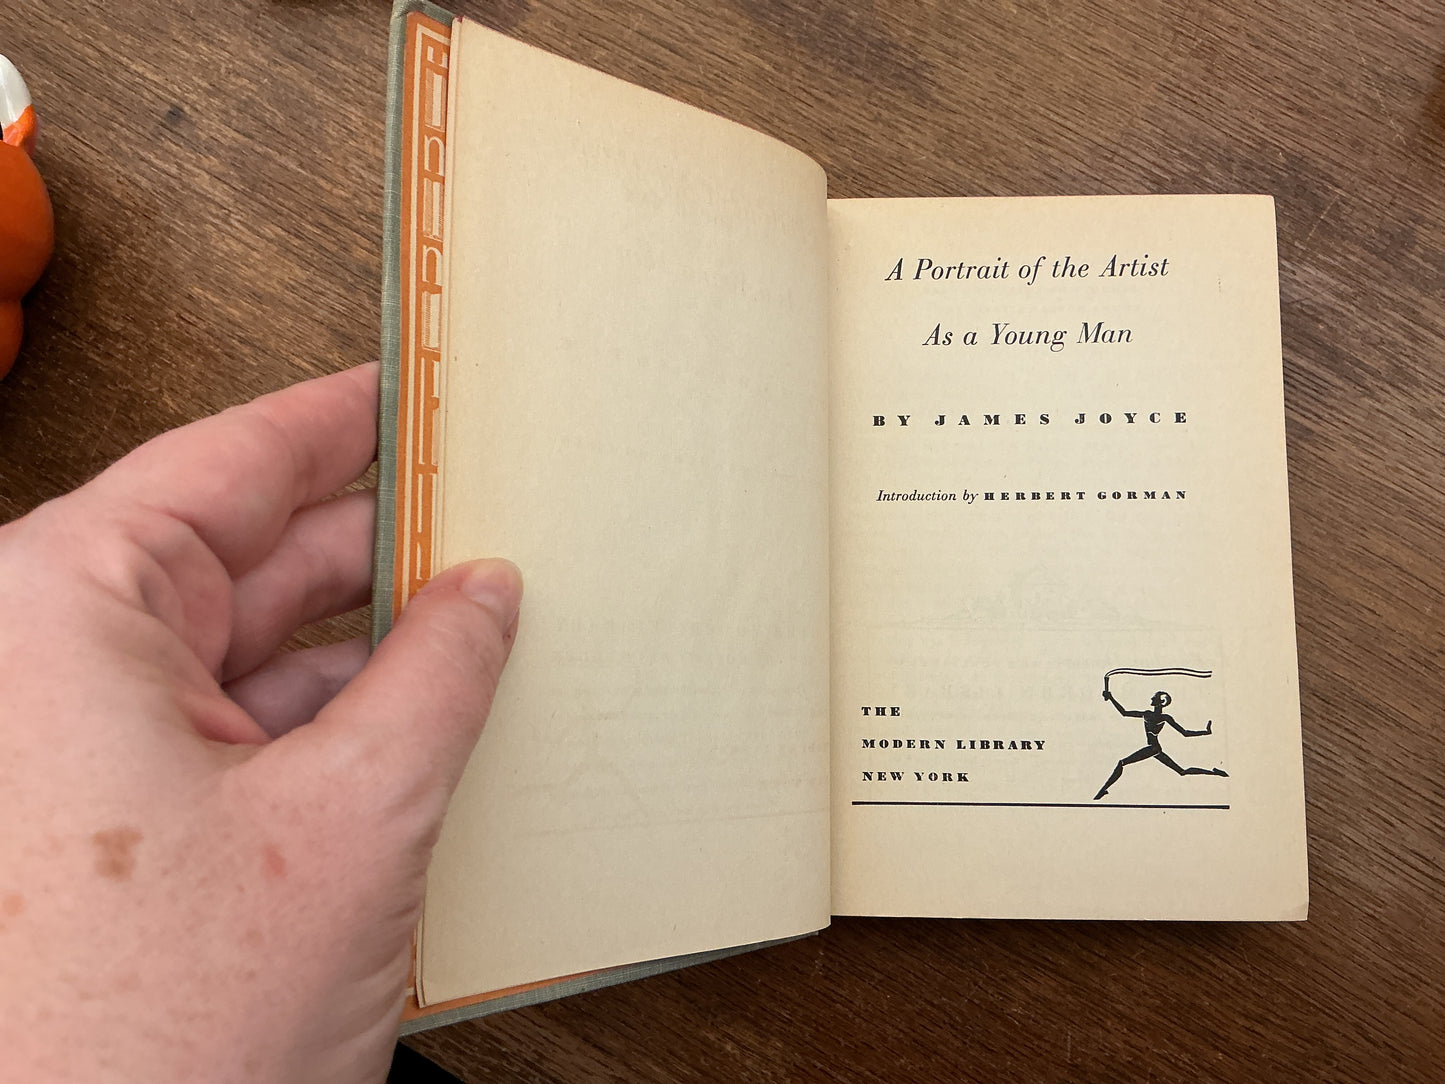 A Portrait of the Artist
As a Young Man
BY JAMES JOYCE
Introduction by HERBERT GORMAN
THE
MODERN LIBRARY
NEW YORK